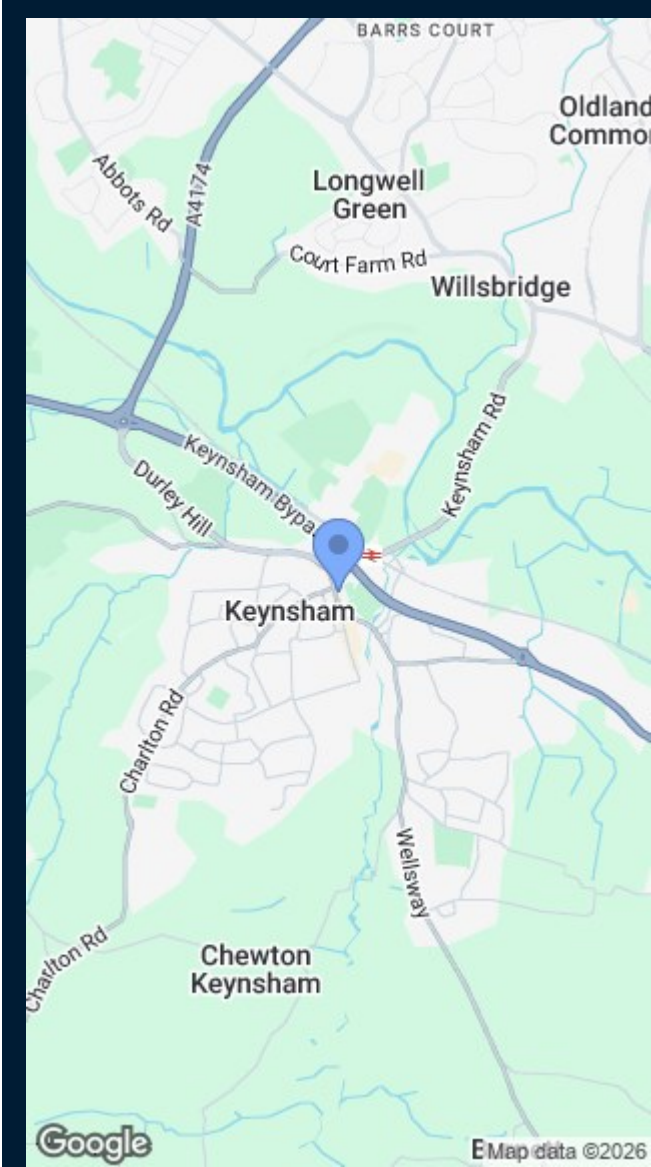 BARRS COURT
Oldland
Common
Abbots Rd
A4174
Longwell
Green
Court Farm Rd
Willsbridge
Keynsham Rd
Keynsham Bypa
Durley Hill
Keynsham
Charlton Rd
Wellsway
Charlton Rd
Chewton
Keynsham
Google
Map data ©2026